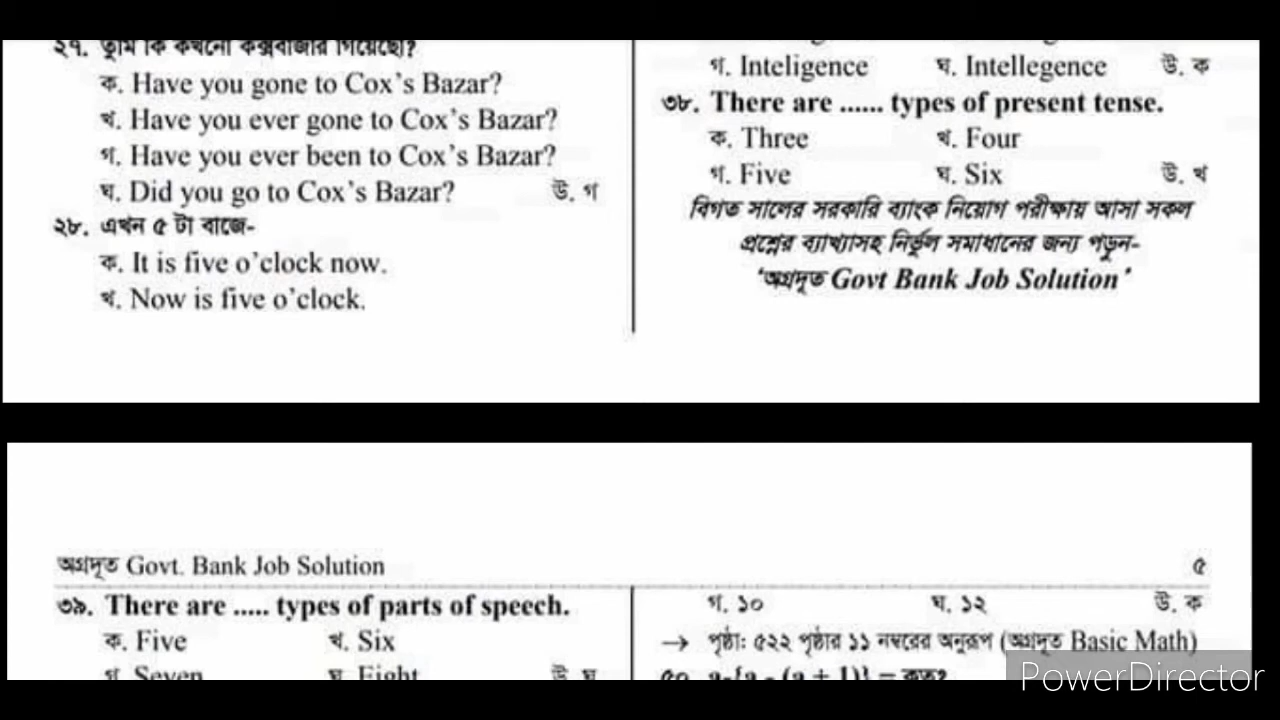 ২৭. তুমি কি কখনো কক্সবাজার গিয়েছো?
ক. Have you gone to Cox's Bazar?
খ. Have you ever gone to Cox's Bazar?
গ. Have you ever been to Cox's Bazar?
ঘ. Did you go to Cox's Bazar? উ. গ
২৮. এখন ৫ টা বাজে-
ক. It is five o'clock now.
খ. Now is five o'clock.
গ. Inteligence ঘ. Intellegence উ. ক
৩৮. There are ...... types of present tense.
ক. Three খ. Four
গ. Five ঘ. Six উ. খ
বিগত সালের সরকারি ব্যাংক নিয়োগ পরীক্ষায় আসা সকল
প্রশ্নের ব্যাখ্যাসহ নির্ভুল সমাধানের জন্য পড়ুন-
'অগ্রদূত Govt Bank Job Solution'
অগ্রদূত Govt. Bank Job Solution ৫
৩৯. There are ..... types of parts of speech.
ক. Five খ. Six
গ. Seven ঘ. Eight উ. ঘ
গ. ১০ ঘ. ১২ উ. ক
→ পৃষ্ঠা: ৫২২ পৃষ্ঠার ১১ নম্বরের অনুরূপ (অগ্রদূত Basic Math)
৫০. a-{a - (a + 1)} = কত?
PowerDirector